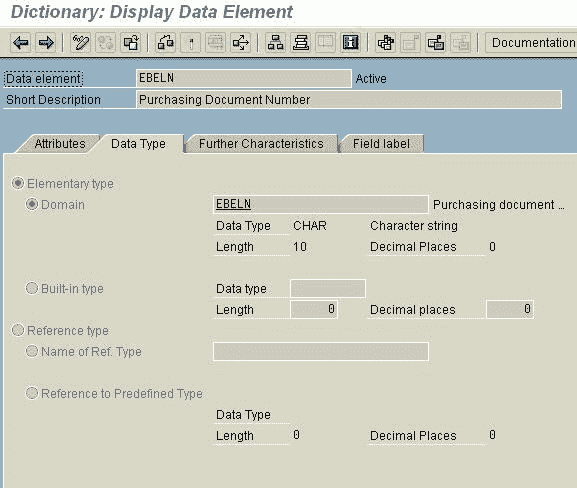 Dictionary: Display Data Element
Documentation
Data element EBELN Active
Short Description Purchasing Document Number
Attributes Data Type Further Characteristics Field label
Elementary type
Domain EBELN Purchasing document ...
Data Type CHAR Character string
Length 10 Decimal Places 0
Built-in type Data type
Length 0 Decimal places 0
Reference type
Name of Ref. Type
Reference to Predefined Type
Data Type
Length 0 Decimal Places 0